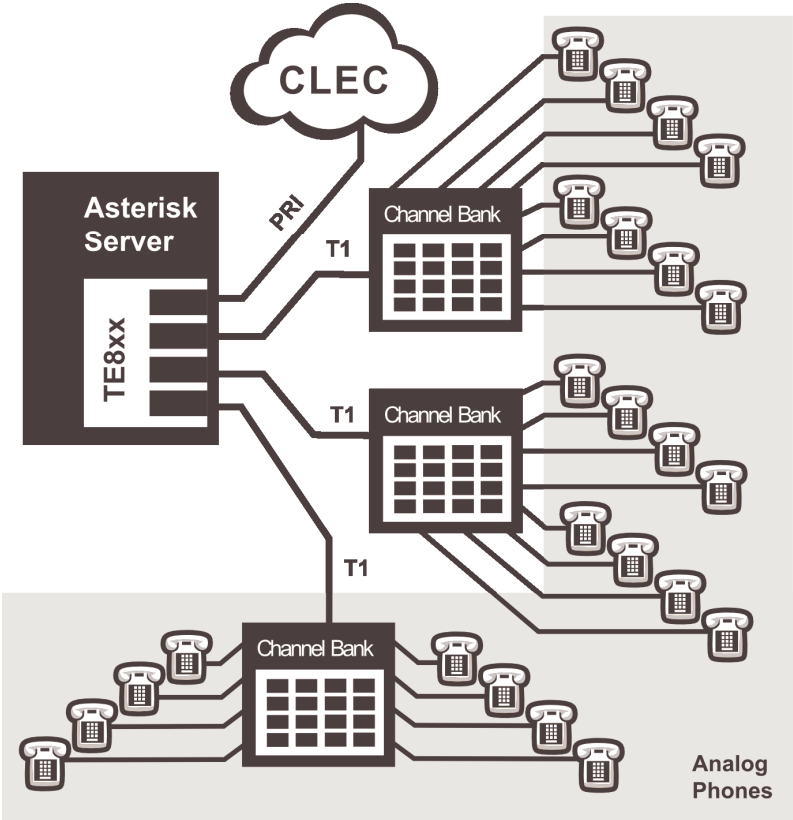 CLEC
Asterisk
Server
PRI
Channel Bank
T1
TE8xx
T1
Channel Bank
T1
Channel Bank
Analog
Phones